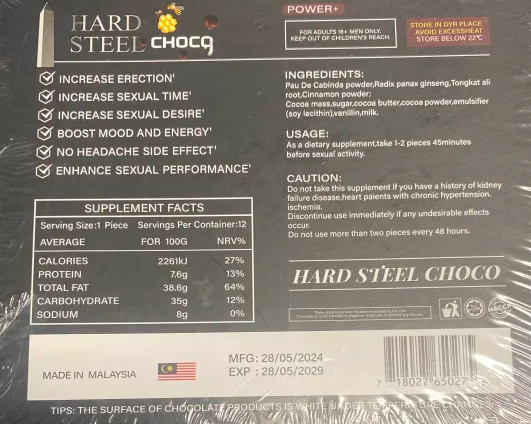 HARD STEEL CHOCO
POWER+
FOR ADULTS 18+ MEN ONLY.
KEEP OUT OF CHILDREN'S REACH.
STORE IN DYR PLACE
AVOID EXCESSHEAT
STORE BELOW 22℃
INCREASE ERECTION'
INCREASE SEXUAL TIME'
INCREASE SEXUAL DESIRE'
BOOST MOOD AND ENERGY'
NO HEADACHE SIDE EFFECT'
ENHANCE SEXUAL PERFORMANCE'
SUPPLEMENT FACTS
Serving Size:1 Piece Servings Per Container:12
AVERAGE FOR 100G NRV%
CALORIES 2261kJ 27%
PROTEIN 7.6g 13%
TOTAL FAT 38.6g 64%
CARBOHYDRATE 35g 12%
SODIUM 8g 0%
INGREDIENTS:
Pau De Cabinda powder,Radix panax ginseng,Tongkat ali
root,Cinnamon powder;
Cocoa mass,sugar,cocoa butter,cocoa powder,emulsifier
(soy lecithin),vanillin,milk.
USAGE:
As a dietary supplement,take 1-2 pieces 45minutes
before sexual activity.
CAUTION:
Do not take this supplement if you have a history of kidney
failure disease,heart paients with chronic hypertension.
ischemia.
Discontinue use immediately if any undesirable effects
occur.
Do not use more than two pieces every 48 hours.
HARD STEEL CHOCO
HACCP
MADE IN MALAYSIA
MFG: 28/05/2024
EXP : 28/05/2029
7 18027 65027
TIPS: THE SURFACE OF CHOCOLATE PRODUCTS IS WHITE UNDER